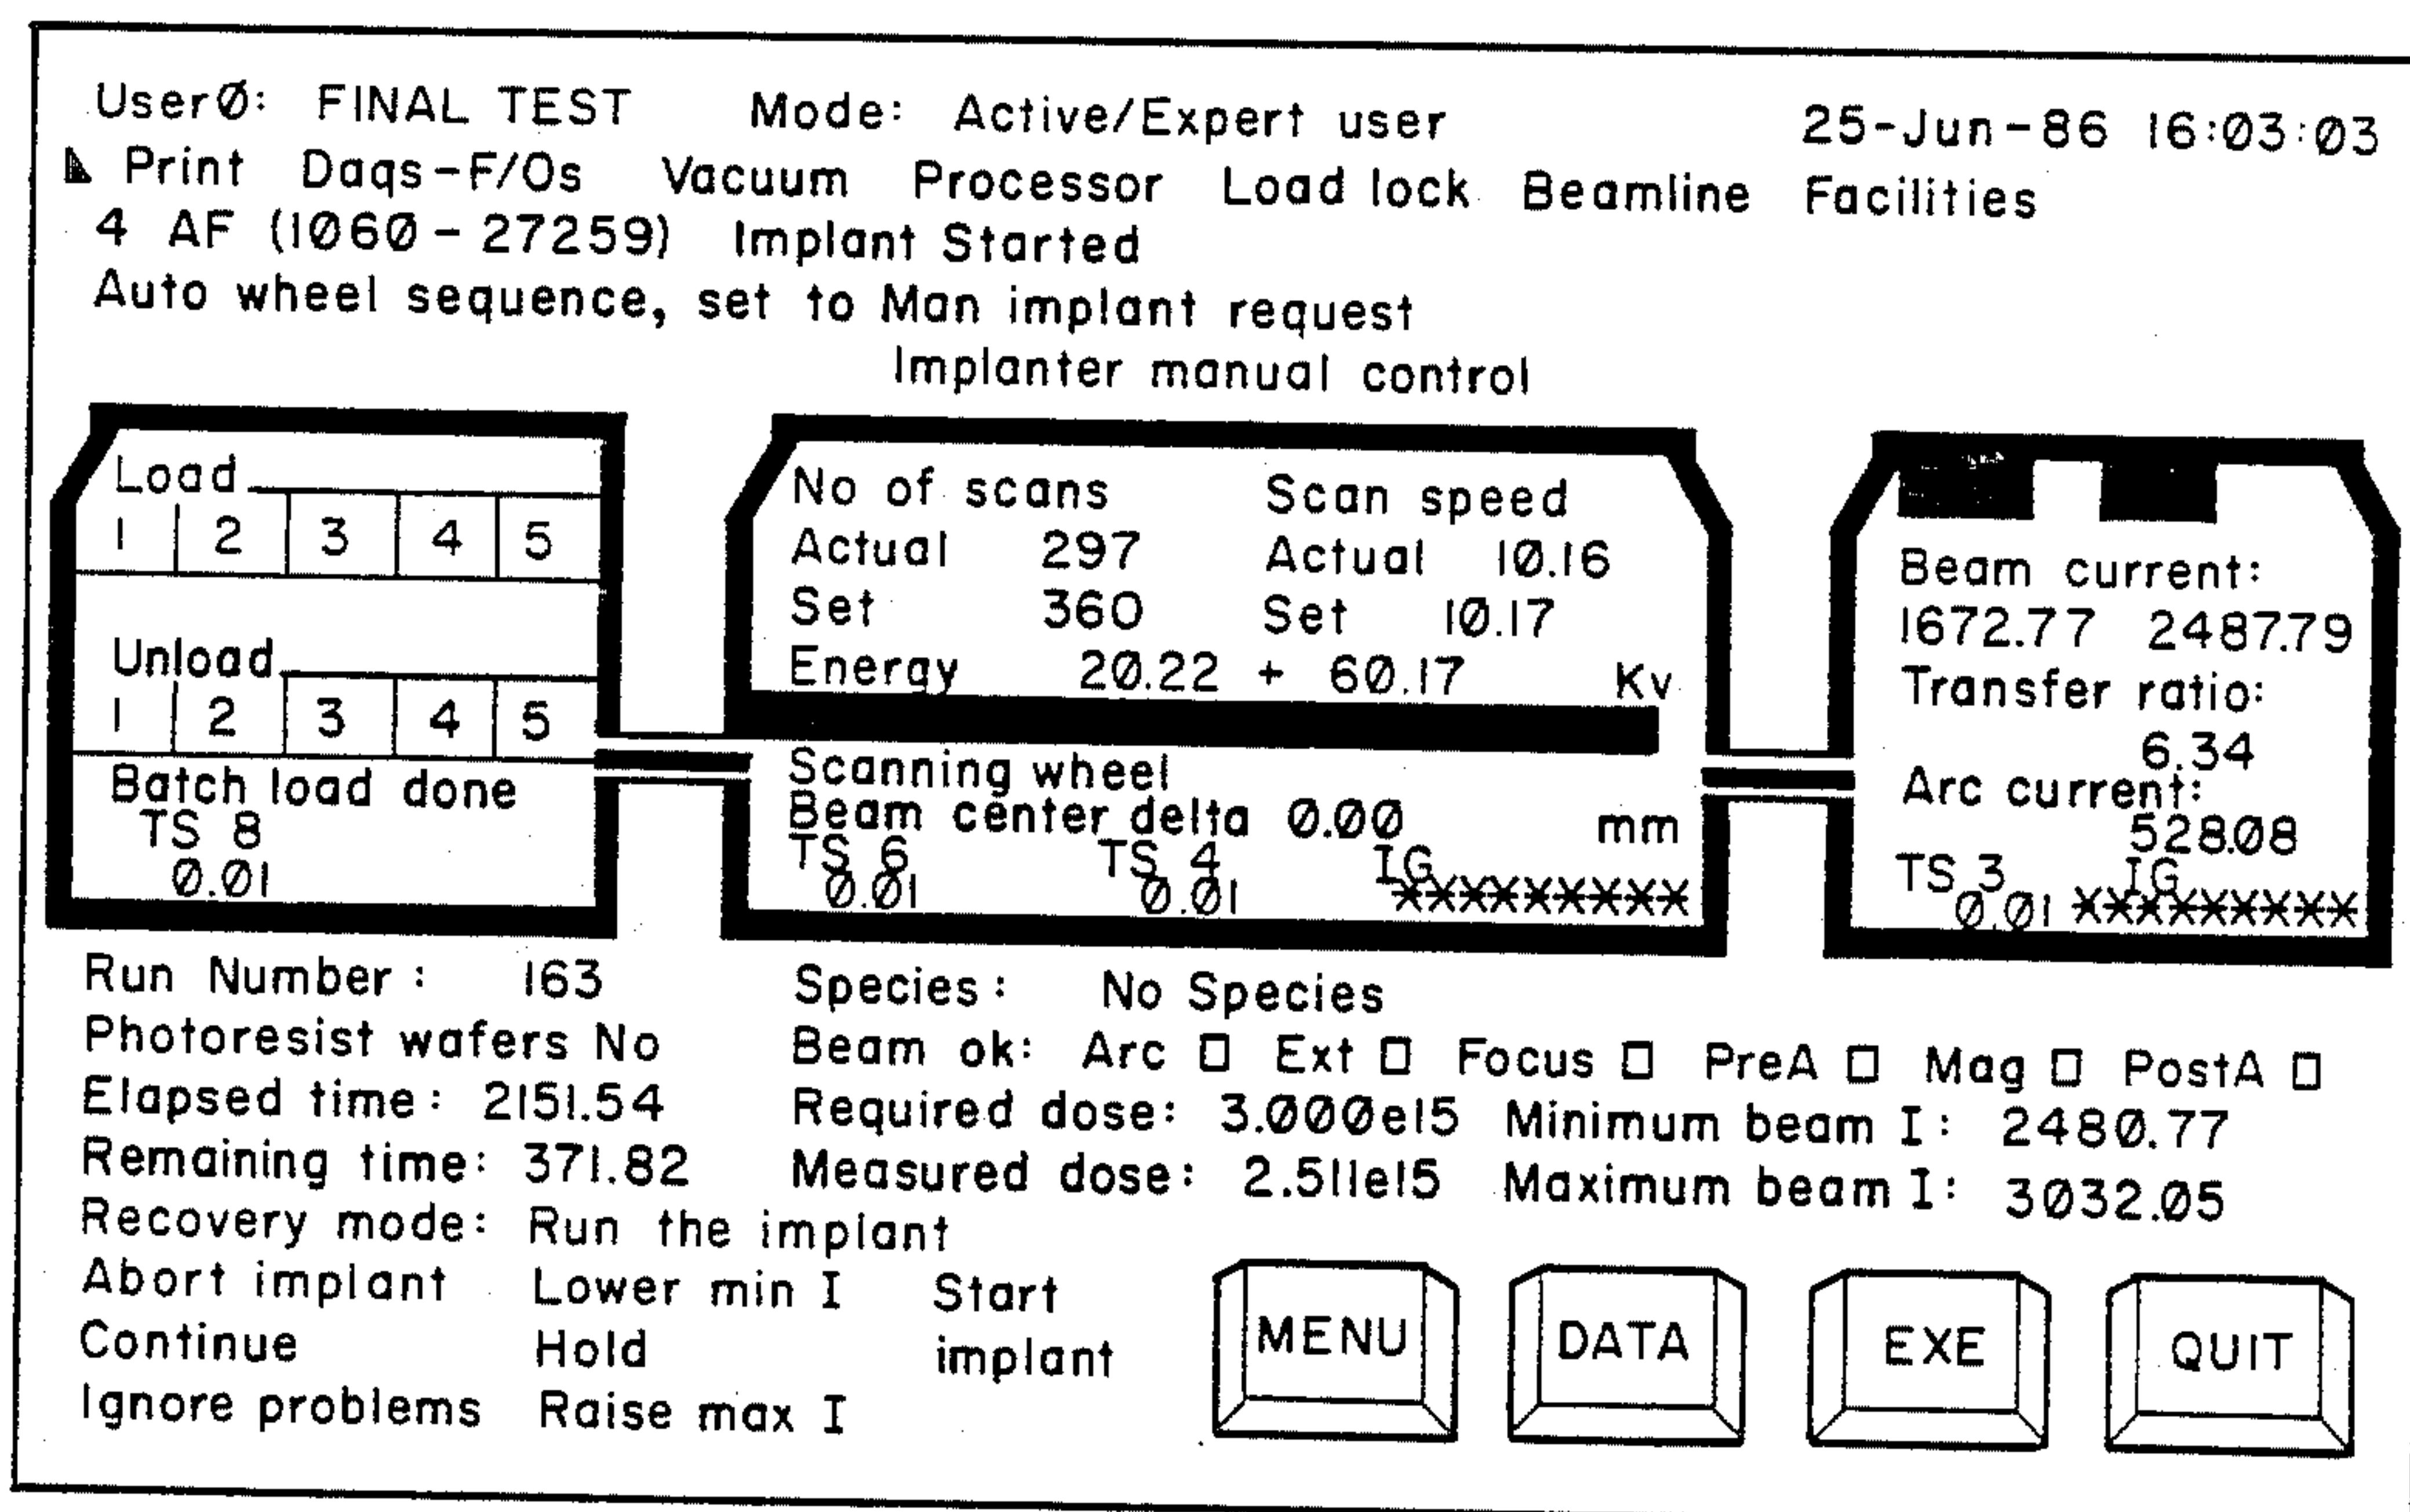 UserØ: FINAL TEST Mode: Active/Expert user 25-Jun-86 16:Ø3:Ø3
Print Daqs-F/Os Vacuum Processor Load lock Beamline Facilities
4 AF (1Ø6Ø-27259) Implant Started
Auto wheel sequence, set to Man implant request
Implanter manual control
Load
1 2 3 4 5
Unload
1 2 3 4 5
Batch load done
TS 8
Ø.Ø1
No of scans Scan speed
Actual 297 Actual 1Ø.16
Set 36Ø Set 1Ø.17
Energy 2Ø.22 + 6Ø.17 Kv
Scanning wheel
Beam center delta Ø.ØØ mm
TS 6 TS 4 IG
Ø.Ø1 Ø.Ø1 *********
Beam current:
1672.77 2487.79
Transfer ratio:
6.34
Arc current:
528.Ø8
TS 3 IG
Ø.Ø1 *********
Run Number: 163 Species: No Species
Photoresist wafers No Beam ok: Arc □ Ext □ Focus □ PreA □ Mag □ PostA □
Elapsed time: 2151.54 Required dose: 3.ØØØe15 Minimum beam I: 248Ø.77
Remaining time: 371.82 Measured dose: 2.511e15 Maximum beam I: 3Ø32.Ø5
Recovery mode: Run the implant
Abort implant Lower min I Start
Continue Hold implant
Ignore problems Raise max I
MENU DATA EXE QUIT